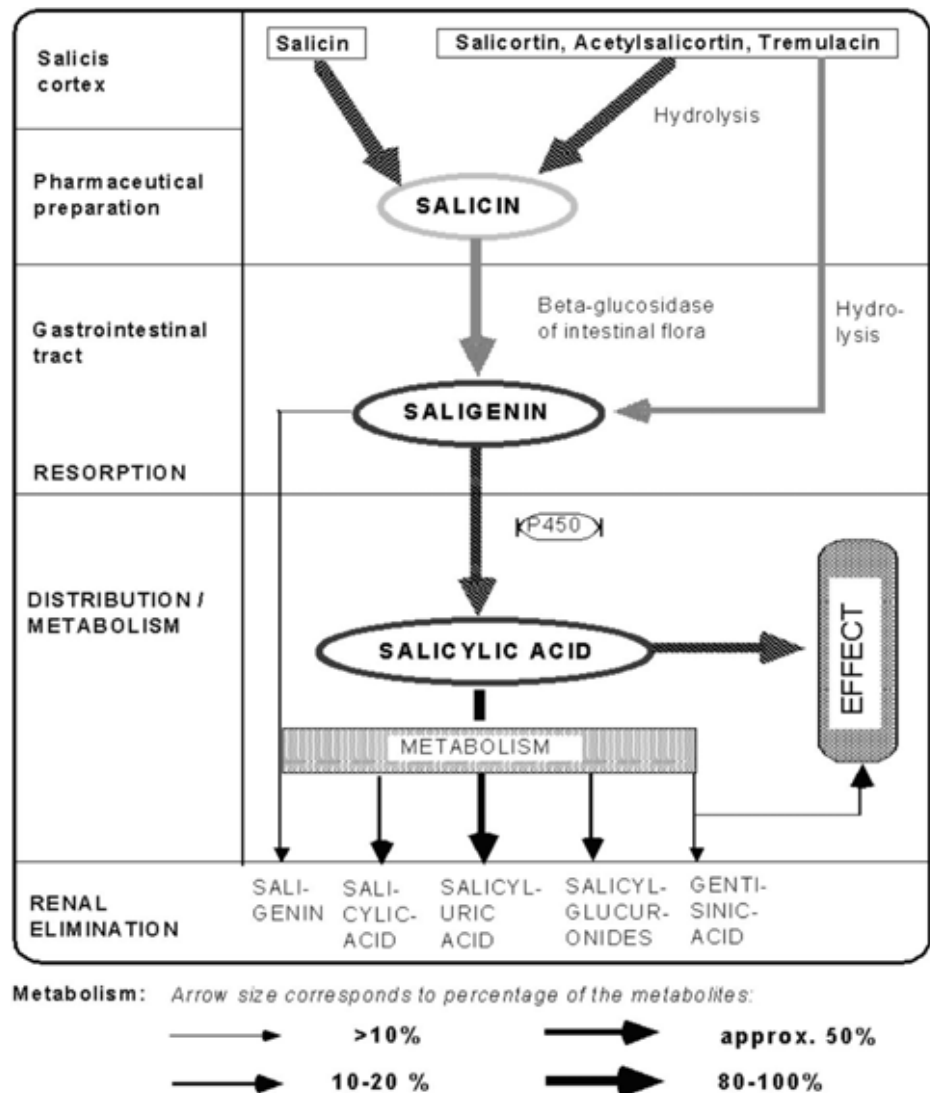 Salicis
cortex
Salicin
Salicortin, Acetylsalicortin, Tremulacin
Hydrolysis
Pharmaceutical
preparation
SALICIN
Gastrointestinal
tract
Beta-glucosidase
of intestinal flora
Hydro-
lysis
SALIGENIN
RESORPTION
P450
DISTRIBUTION /
METABOLISM
SALICYLIC ACID
EFFECT
METABOLISM
RENAL
ELIMINATION
SALI-
GENIN
SALI-
CYLIC-
ACID
SALICYL-
URIC
ACID
SALICYL-
GLUCUR-
ONIDES
GENTI-
SINIC-
ACID
Metabolism: Arrow size corresponds to percentage of the metabolites:
>10%
approx. 50%
10-20 %
80-100%